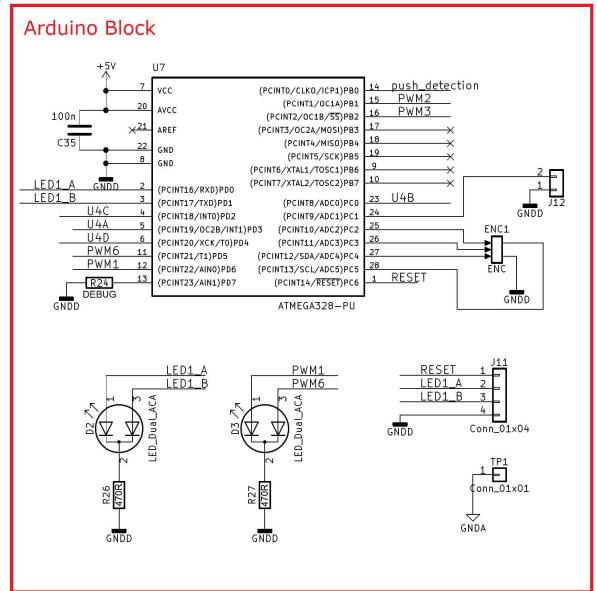 Arduino Block
+5V
U7
7 VCC (PCINT0/CLKO/ICP1)PB0 14 push_detection
(PCINT1/OC1A)PB1 15 PWM2
20 AVCC (PCINT2/OC1B/SS)PB2 16 PWM3
100n
21 AREF (PCINT3/OC2A/MOSI)PB3 17
(PCINT4/MISO)PB4 18
C35
22 GND (PCINT5/SCK)PB5 19
8 GND (PCINT6/XTAL1/TOSC1)PB6 9
(PCINT7/XTAL2/TOSC2)PB7 10
GNDD
LED1_A 2 (PCINT16/RXD)PD0
LED1_B 3 (PCINT17/TXD)PD1 (PCINT8/ADC0)PC0 23 U4B
U4C 4 (PCINT18/INT0)PD2 (PCINT9/ADC1)PC1 24
U4A 5 (PCINT19/OC2B/INT1)PD3 (PCINT10/ADC2)PC2 25
U4D 6 (PCINT20/XCK/T0)PD4 (PCINT11/ADC3)PC3 26
PWM6 11 (PCINT21/T1)PD5 (PCINT12/SDA/ADC4)PC4 27
PWM1 12 (PCINT22/AIN0)PD6 (PCINT13/SCL/ADC5)PC5 28
R24 13 (PCINT23/AIN1)PD7 (PCINT14/RESET)PC6 1 RESET
DEBUG
GNDD
ATMEGA328-PU
2
1
J12
GNDD
ENC1
ENC
GNDD
LED1_A
LED1_B
1
3
D2
LED_Dual_ACA
2
R26
470R
GNDD
PWM1
PWM6
1
3
D3
LED_Dual_ACA
2
R27
470R
GNDD
J11
RESET 1
LED1_A 2
LED1_B 3
4
GNDD
Conn_01x04
TP1
1
Conn_01x01
GNDA